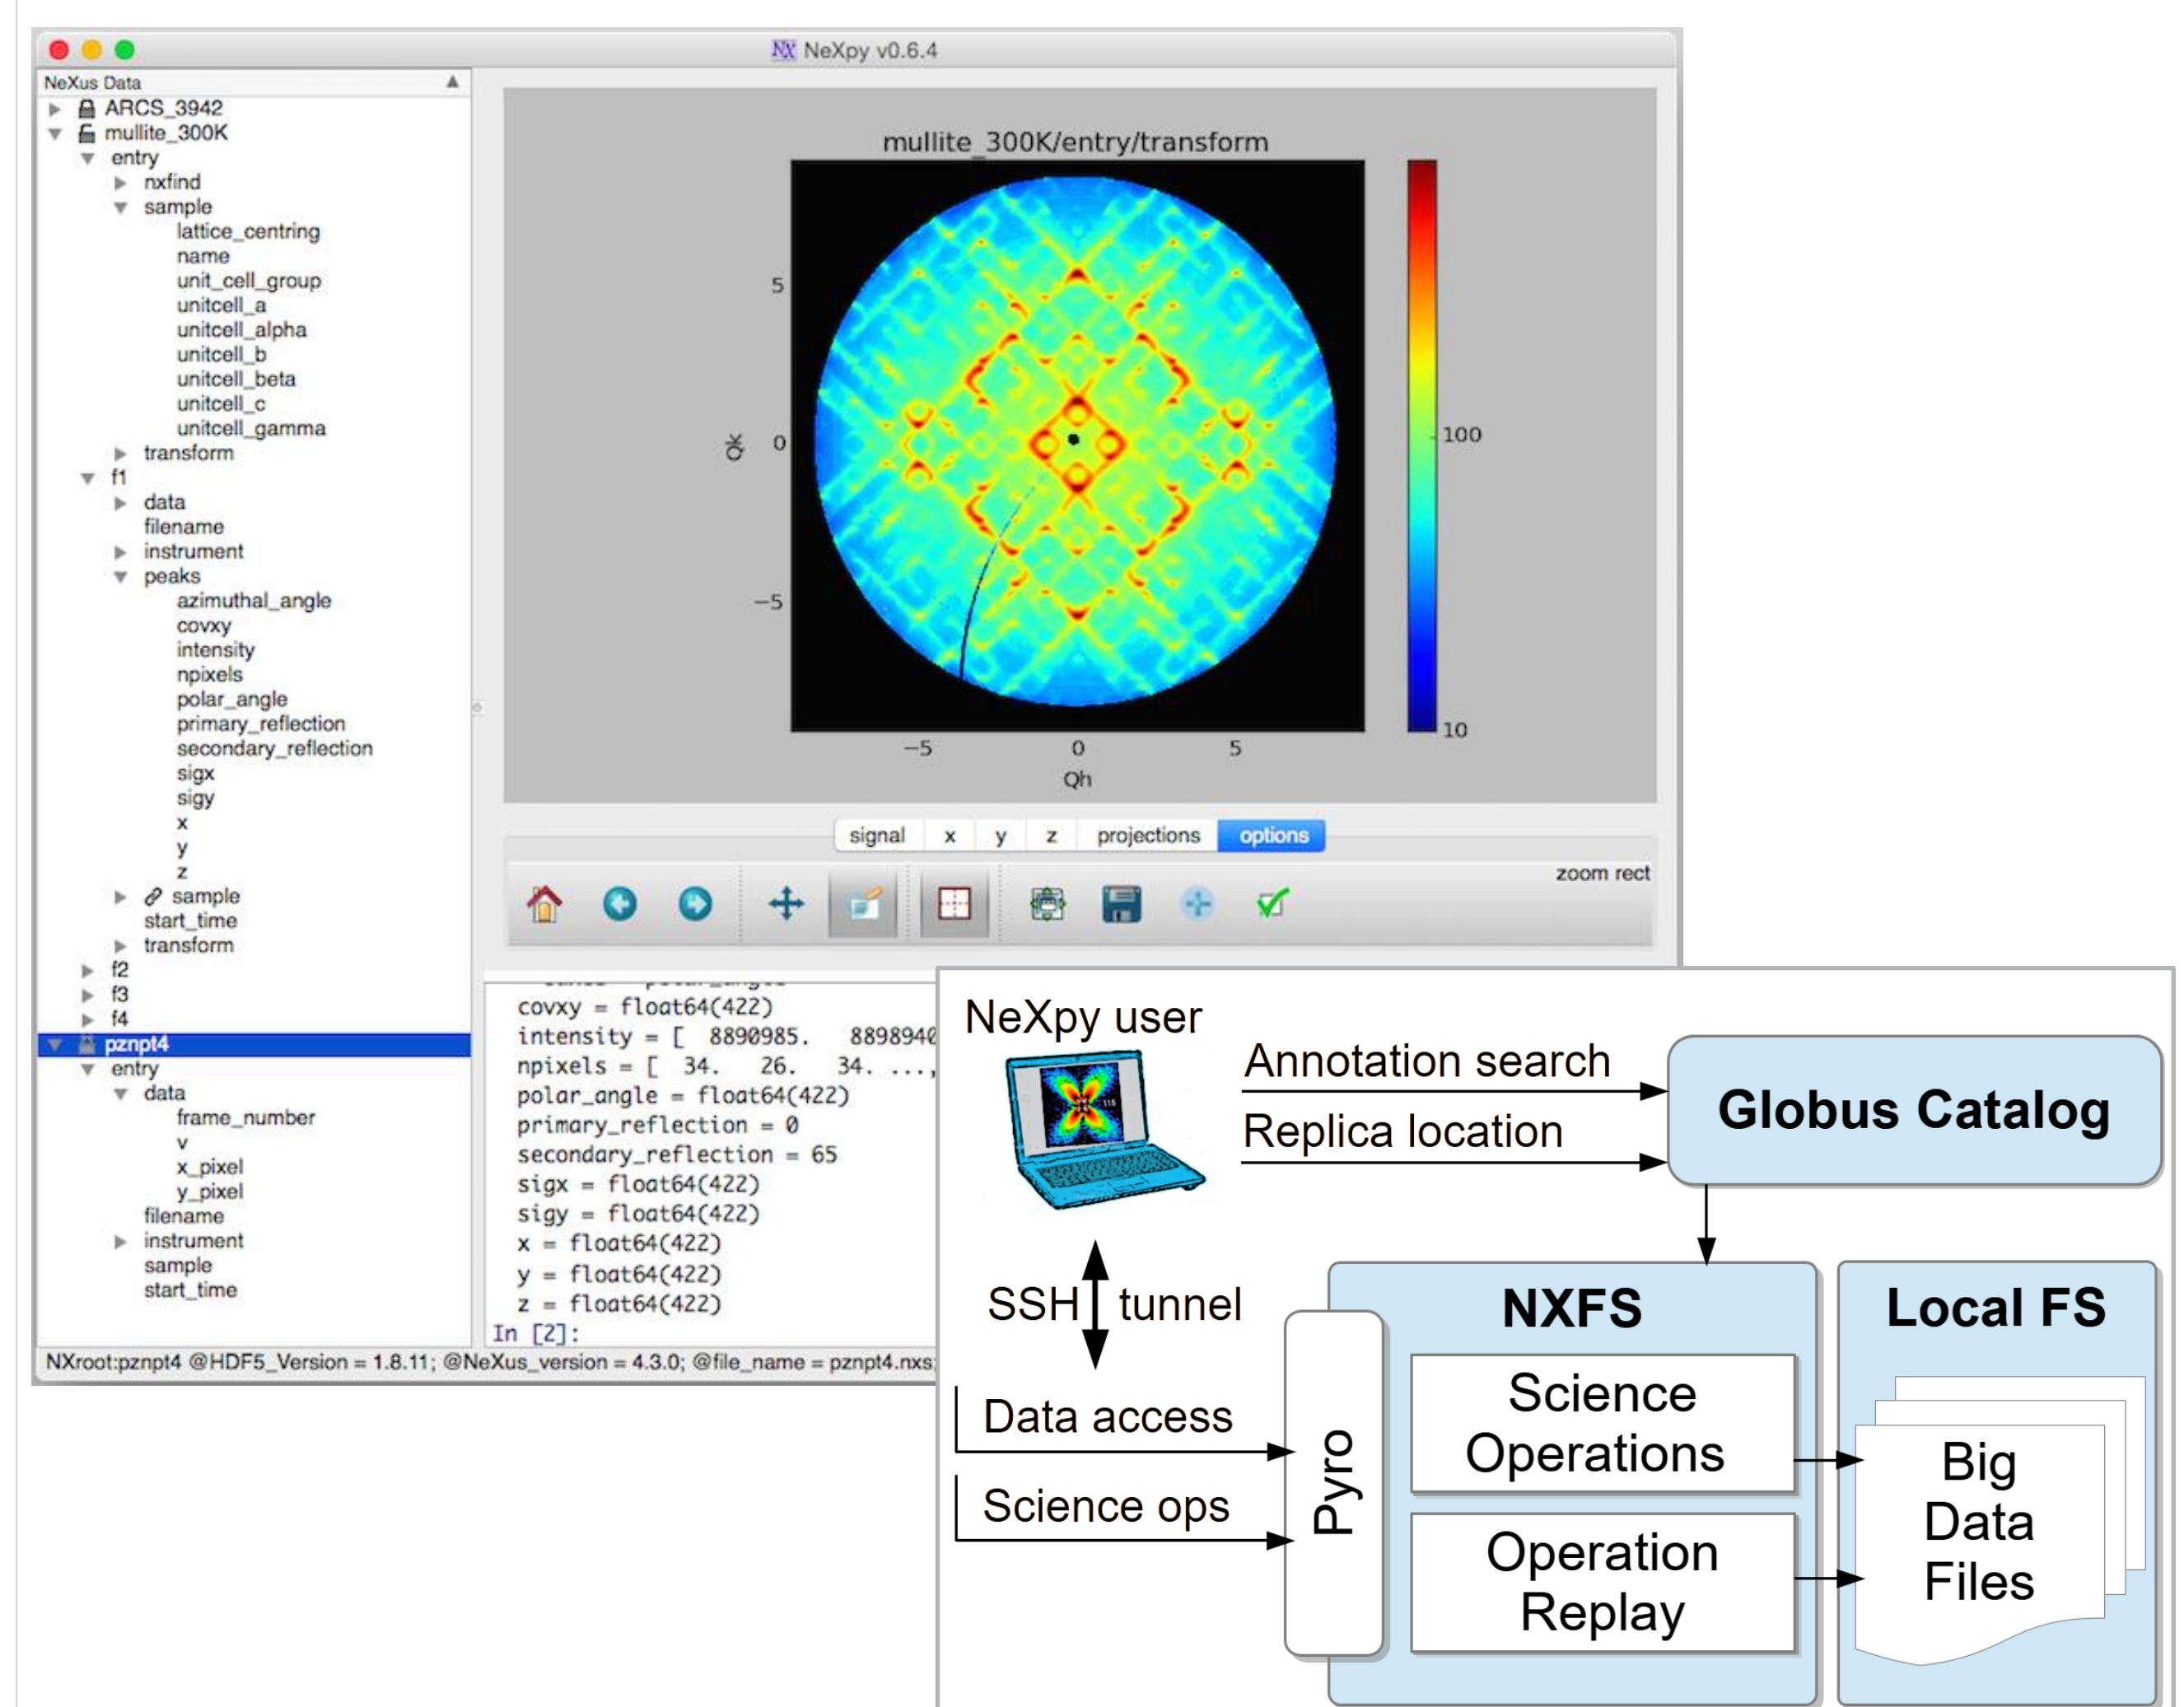 NX NeXpy v0.6.4
NeXus Data
ARCS_3942
mullite_300K
entry
nxfind
sample
lattice_centring
name
unit_cell_group
unitcell_a
unitcell_alpha
unitcell_b
unitcell_beta
unitcell_c
unitcell_gamma
transform
f1
data
filename
instrument
peaks
azimuthal_angle
covxy
intensity
npixels
polar_angle
primary_reflection
secondary_reflection
sigx
sigy
x
y
z
sample
start_time
transform
f2
f3
f4
pznpt4
entry
data
frame_number
v
x_pixel
y_pixel
filename
instrument
sample
start_time
mullite_300K/entry/transform
5
0
−5
Qk
−5 0 5
Qh
100
10
signal x y z projections options
zoom rect
covxy = float64(422)
intensity = [ 8890985. 8898940
npixels = [ 34. 26. 34. ...,
polar_angle = float64(422)
primary_reflection = 0
secondary_reflection = 65
sigx = float64(422)
sigy = float64(422)
x = float64(422)
y = float64(422)
z = float64(422)
In [2]:
NXroot:pznpt4 @HDF5_Version = 1.8.11; @NeXus_version = 4.3.0; @file_name = pznpt4.nxs;
NeXpy user
Annotation search
Replica location
Globus Catalog
SSH tunnel
Data access
Science ops
Pyro
NXFS
Science
Operations
Operation
Replay
Local FS
Big
Data
Files